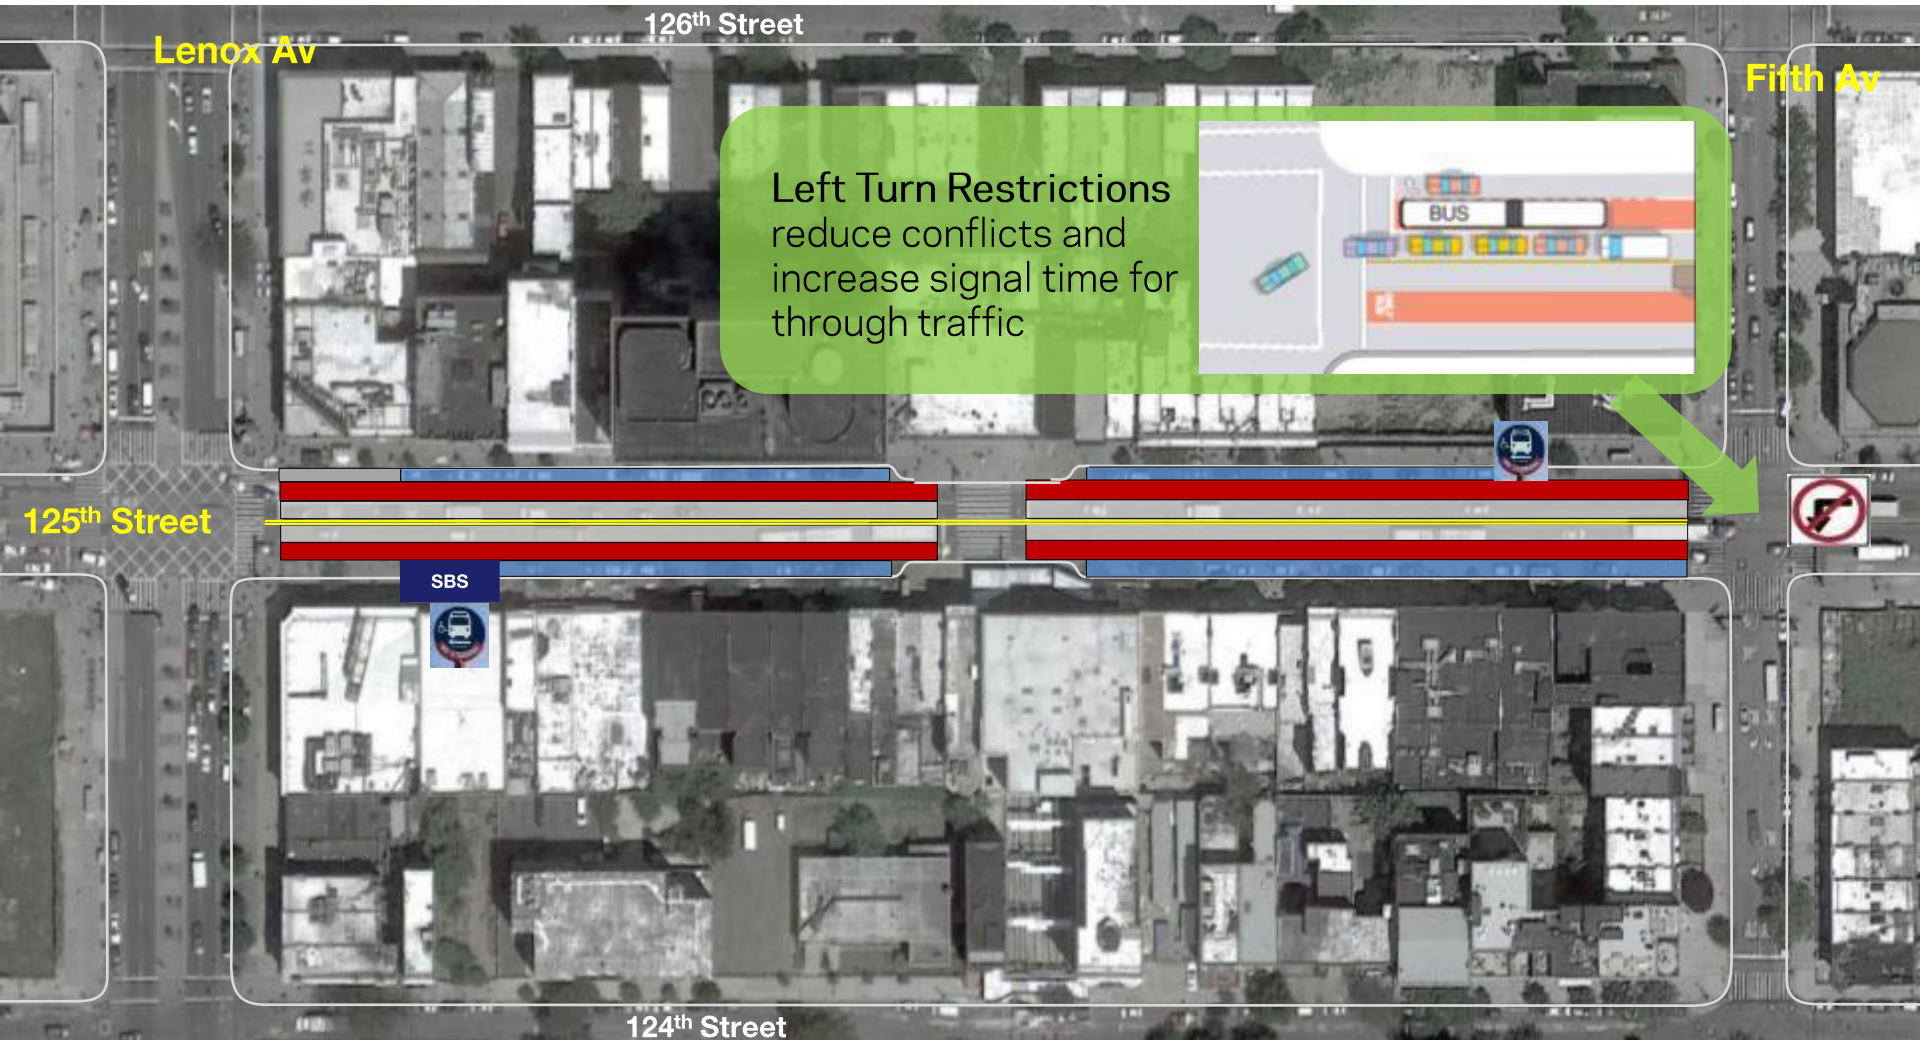 126th Street
Lenox Av
Fifth Av
Left Turn Restrictions
reduce conflicts and
increase signal time for
through traffic
BUS
125th Street
SBS
124th Street